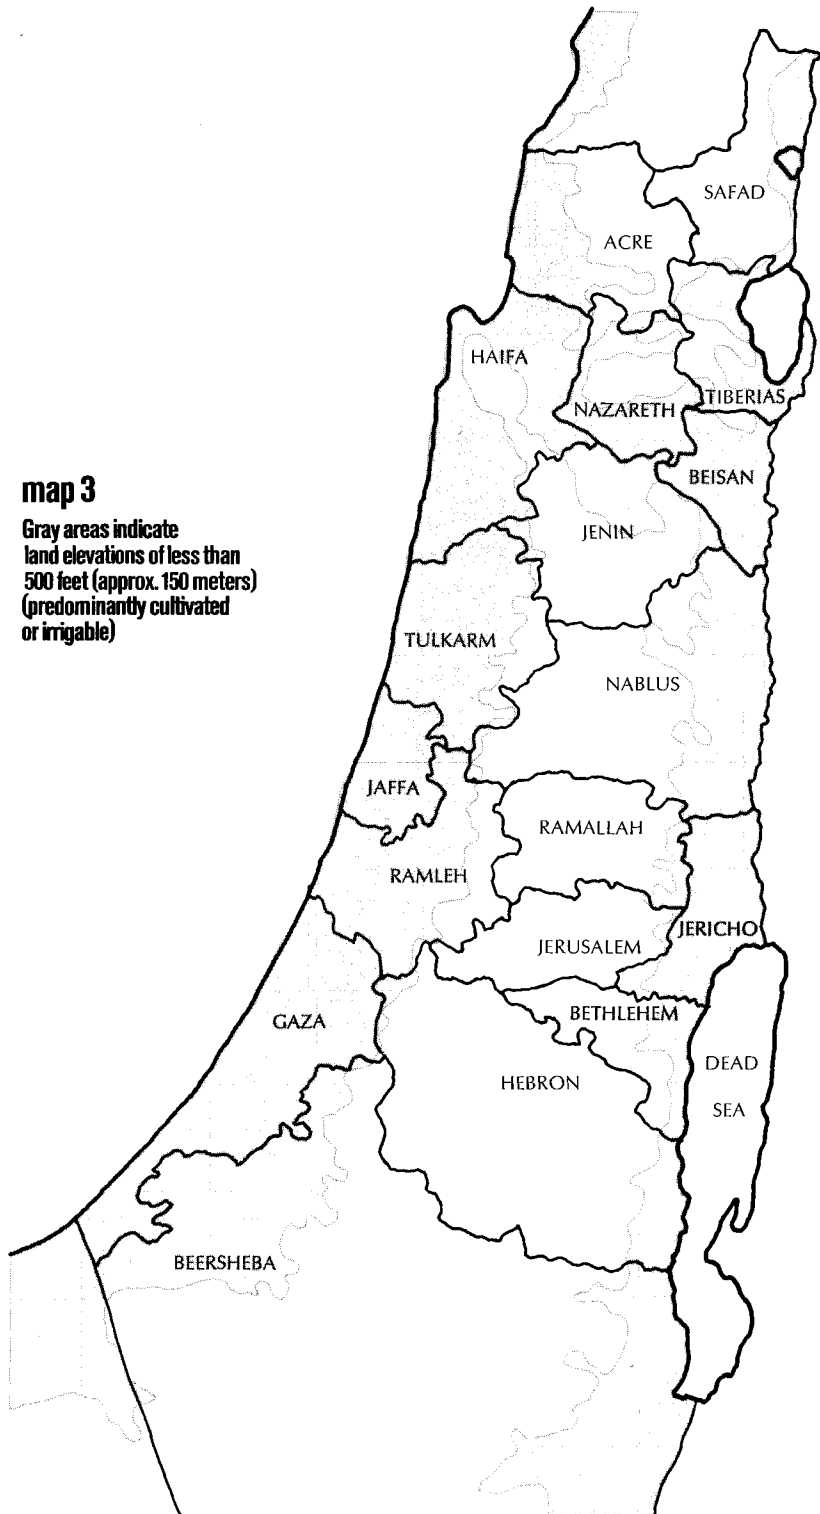 SAFAD
ACRE
HAIFA
TIBERIAS
NAZARETH
map 3
BEISAN
Gray areas indicate
land elevations of less than
500 feet (approx. 150 meters)
(predominantly cultivated
or irrigable)
JENIN
TULKARM
NABLUS
JAFFA
RAMALLAH
RAMLEH
JERICHO
JERUSALEM
BETHLEHEM
GAZA
DEAD
SEA
HEBRON
BEERSHEBA